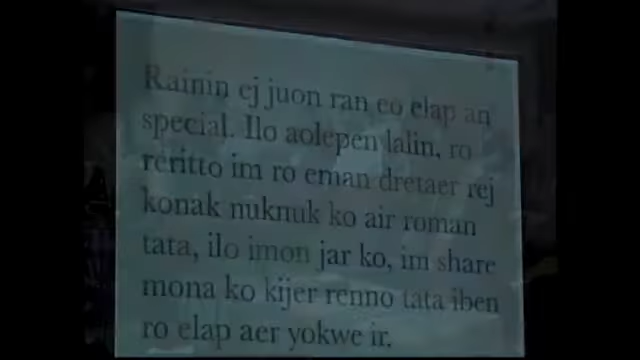 Rainin ej juon ran eo elap an
special. Ilo aolepen lalin, ro
reritto im ro eman dretaer rej
konak nuknuk ko air roman
tata, ilo imon jar ko, im share
mona ko kijer renno tata iben
ro elap aer yokwe ir.